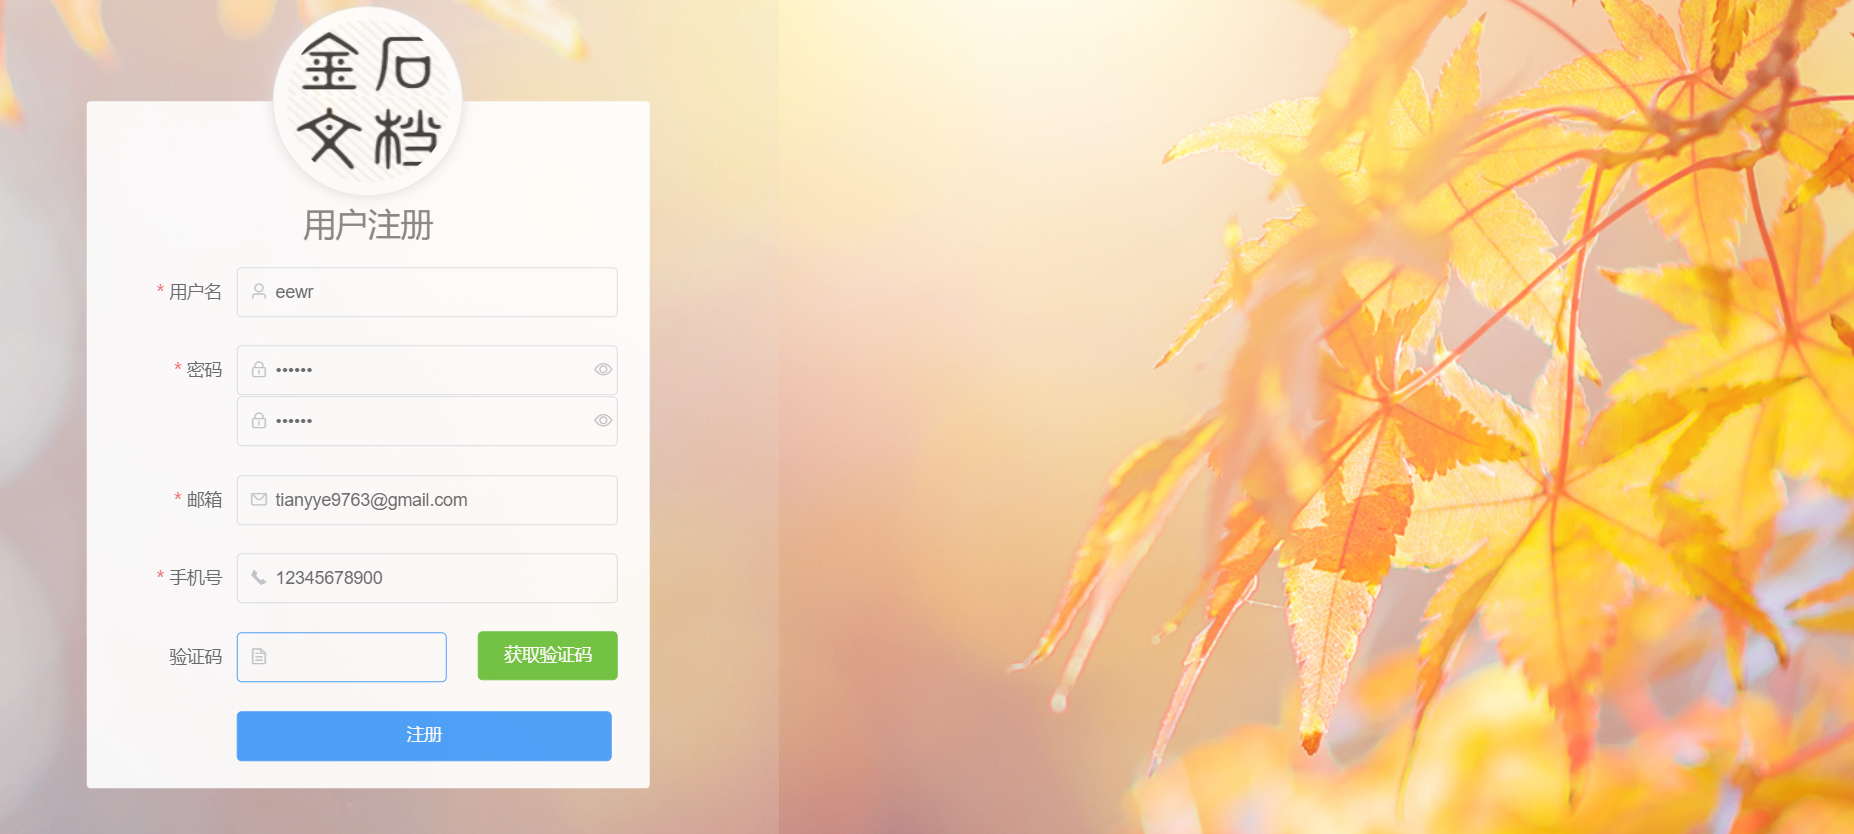 金石
文档
用户注册
* 用户名 eewr
* 密码 ••••••
••••••
* 邮箱 tianyye9763@gmail.com
* 手机号 12345678900
验证码 获取验证码
注册